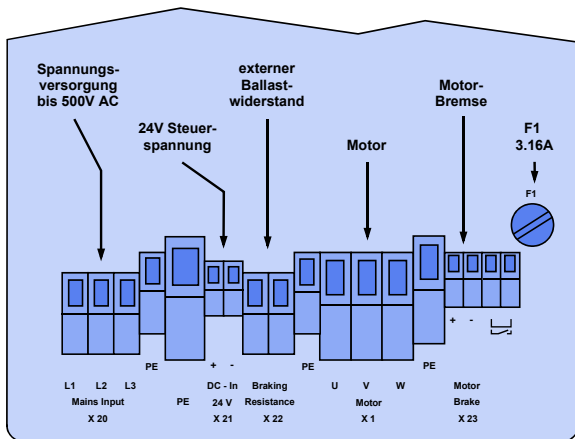 Spannungs-
versorgung
bis 500V AC
externer
Ballast-
widerstand
Motor-
Bremse
24V Steuer-
spannung
Motor
F1
3.16A
F1
+ - + -
PE PE PE
L1 L2 L3 PE DC - In Braking U V W Motor
Mains Input 24 V Resistance Motor Brake
X 20 X 21 X 22 X 1 X 23